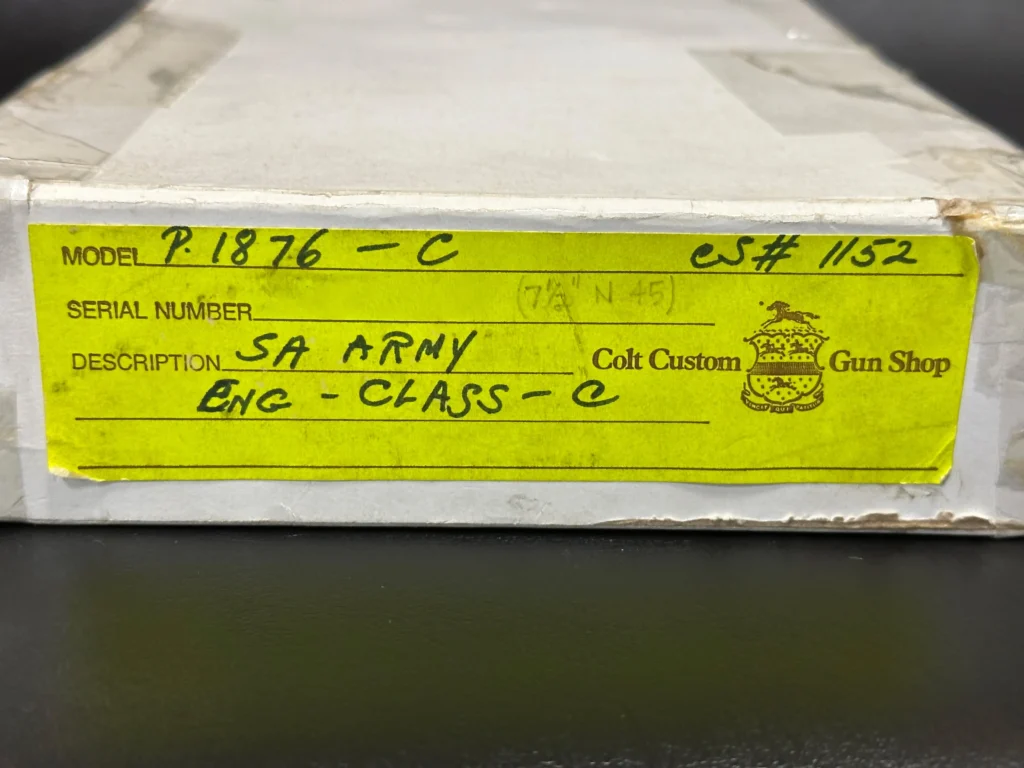 MODEL P. 1876 - C CS# 1152
SERIAL NUMBER (7½" N 45)
DESCRIPTION SA ARMY
ENG - CLASS - C
Colt Custom Gun Shop